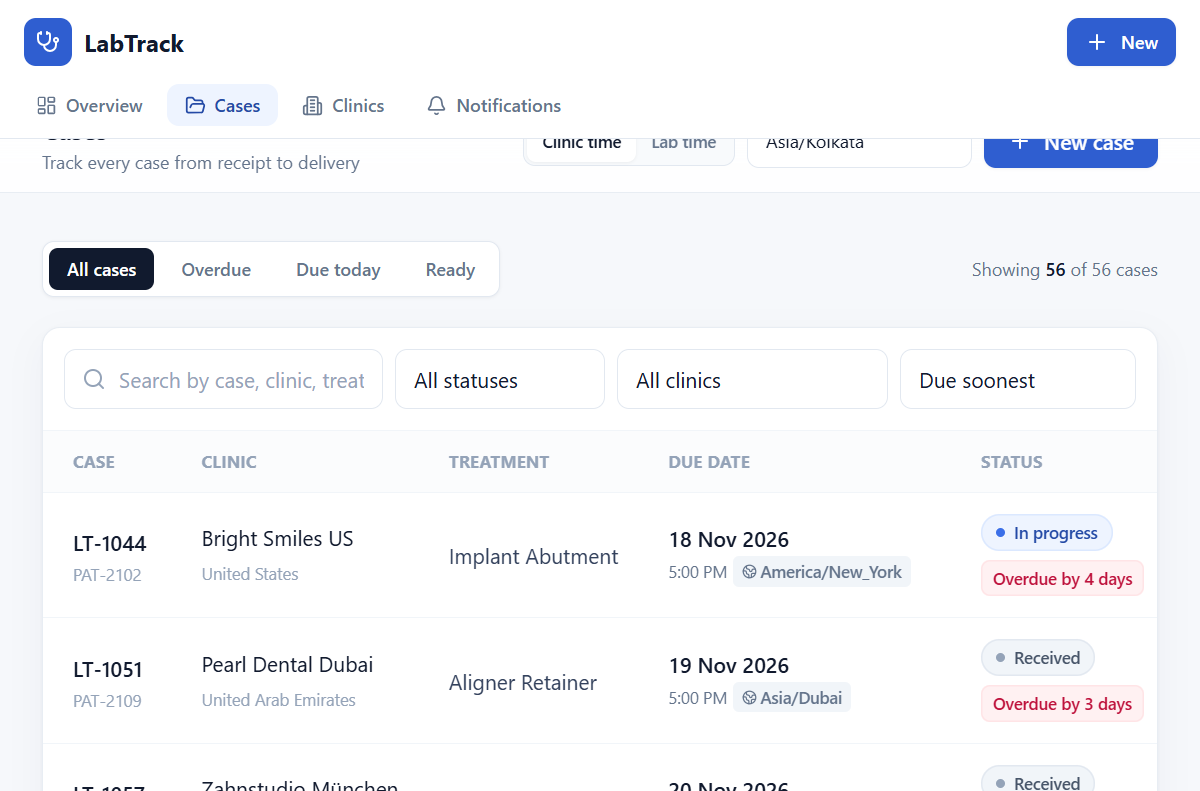 LabTrack
New
Overview
Cases
Clinics
Notifications
Track every case from receipt to delivery
Clinic time
Lab time
Asia/Kolkata
New case
All cases
Overdue
Due today
Ready
Showing 56 of 56 cases
Search by case, clinic, treat
All statuses
All clinics
Due soonest
CASE CLINIC TREATMENT DUE DATE STATUS
LT-1044
PAT-2102
Bright Smiles US
United States
Implant Abutment
18 Nov 2026
5:00 PM America/New_York
In progress
Overdue by 4 days
LT-1051
PAT-2109
Pearl Dental Dubai
United Arab Emirates
Aligner Retainer
19 Nov 2026
5:00 PM Asia/Dubai
Received
Overdue by 3 days
LT-1057
Zahnstudio München
20 Nov 2026
Received